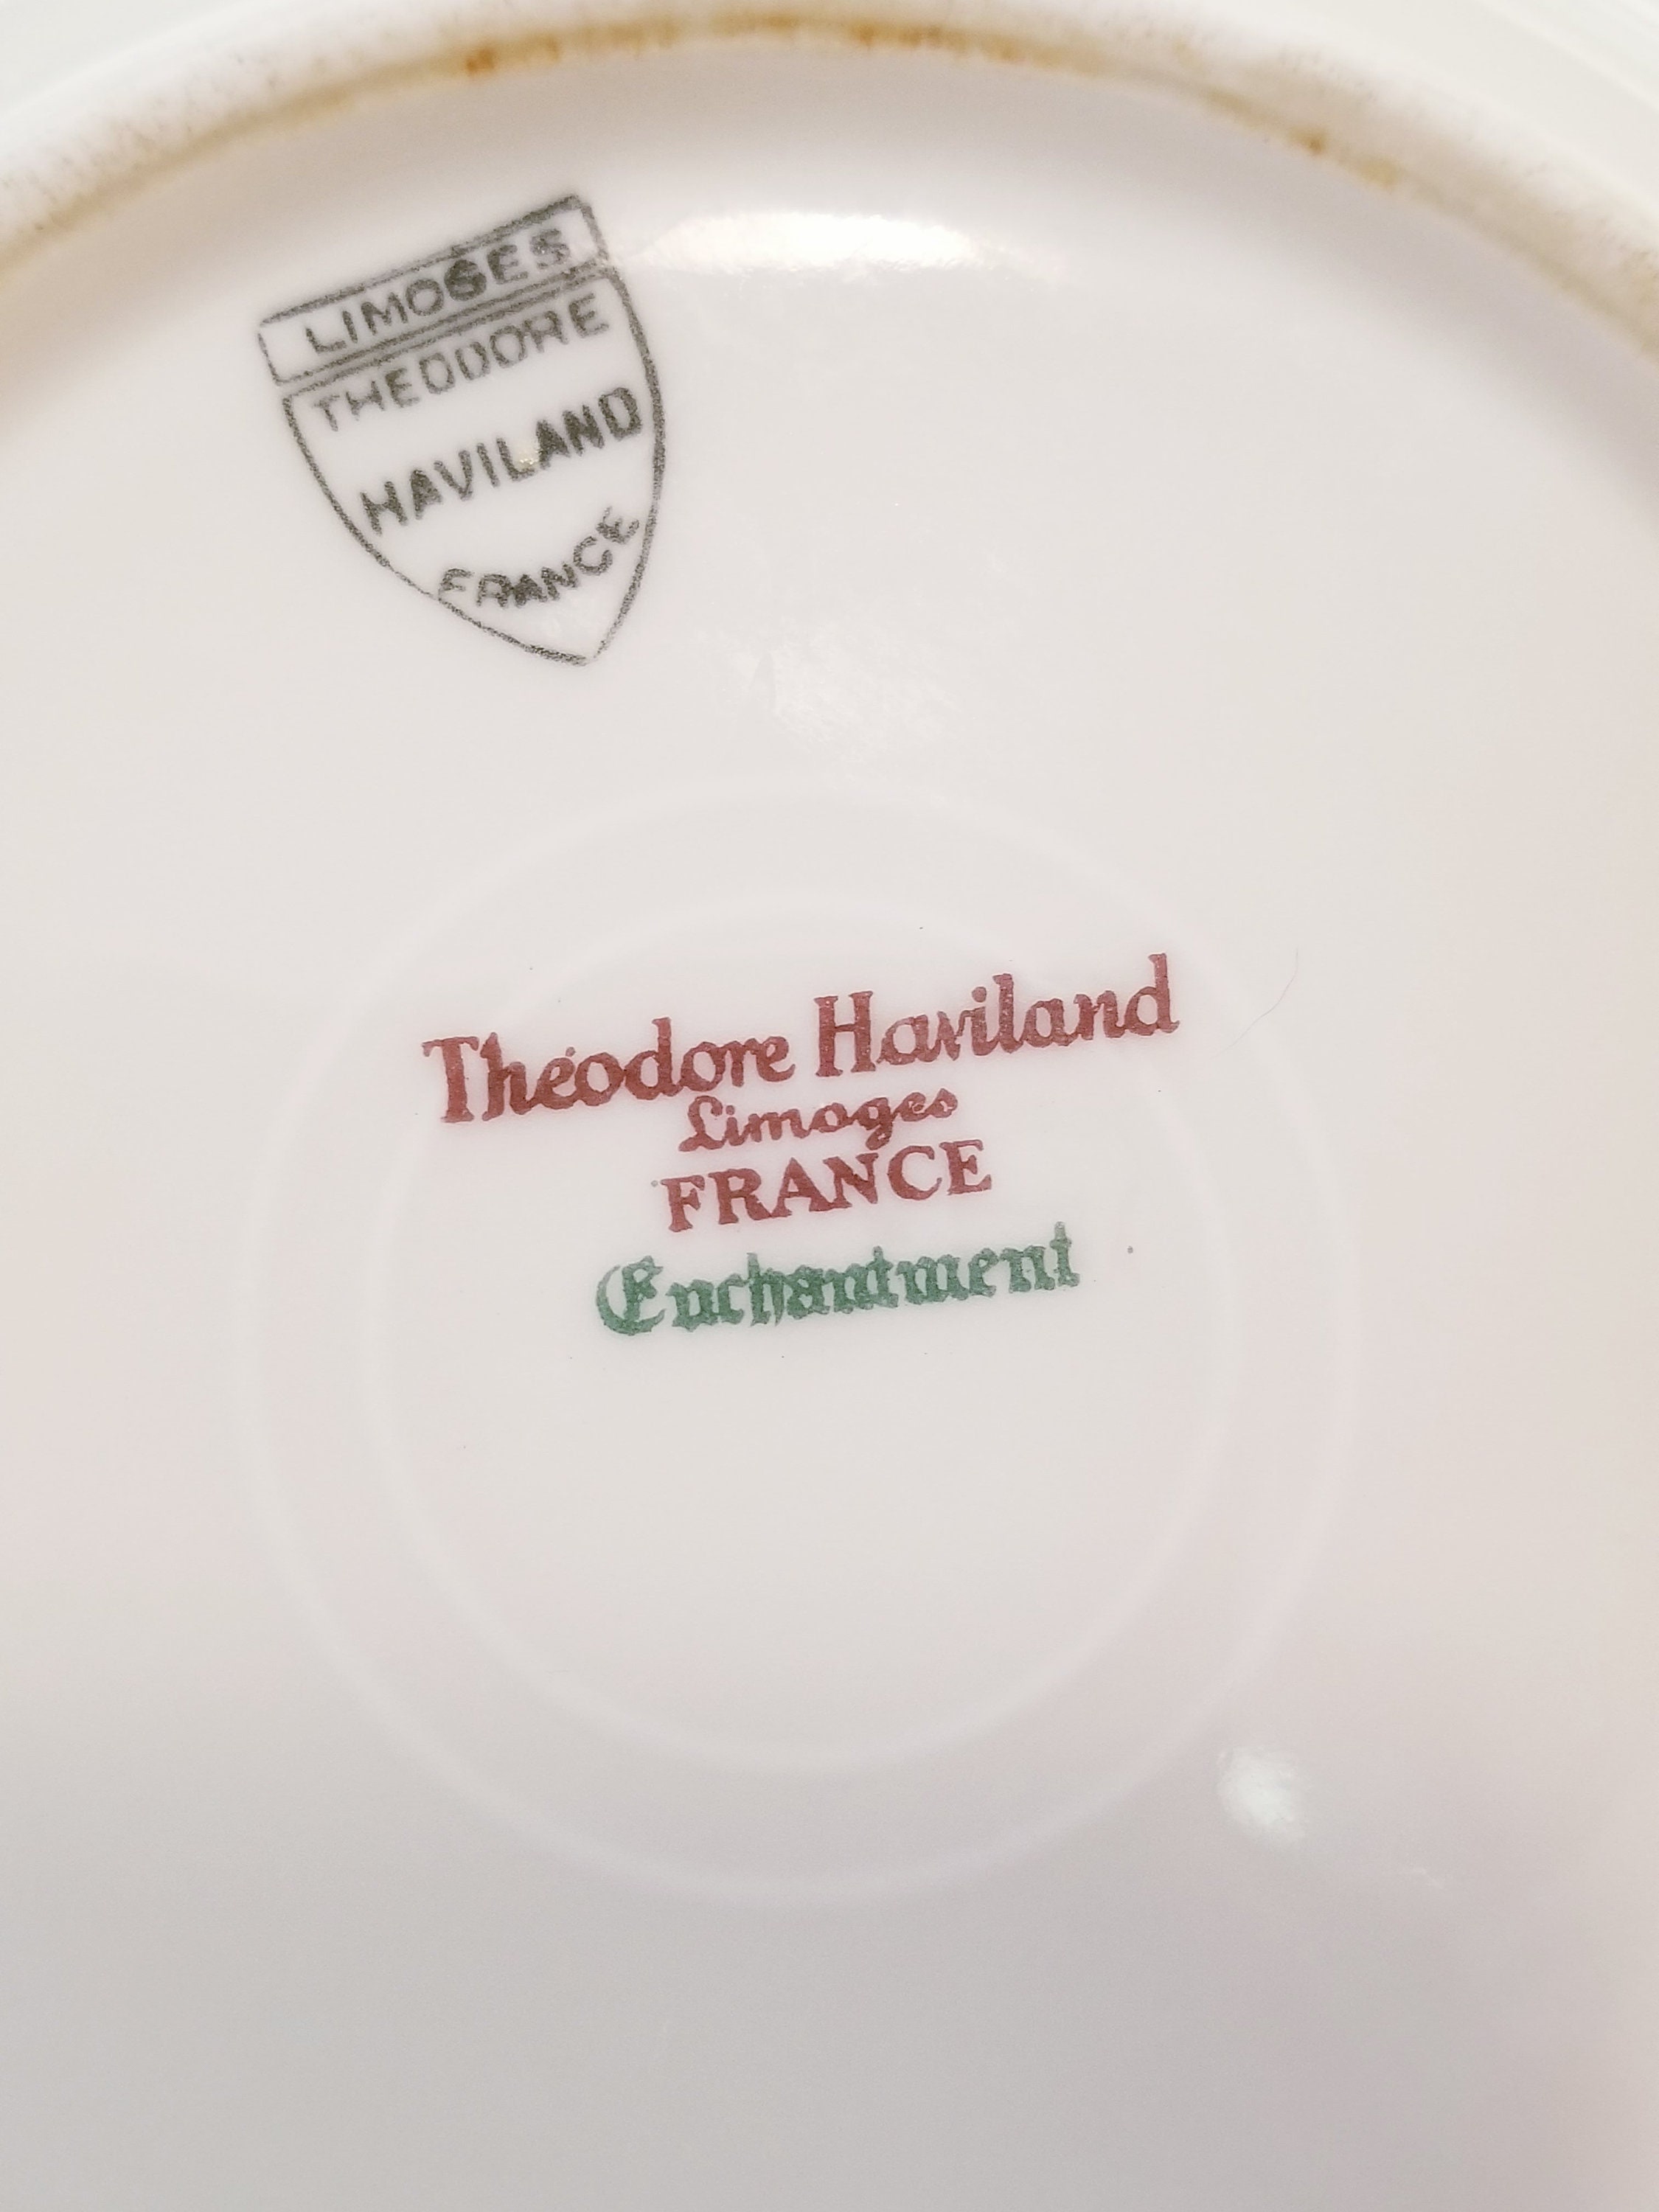 LIMOGES
THEODORE
HAVILAND
FRANCE
Théodore Haviland
Limoges
FRANCE
Enchantment